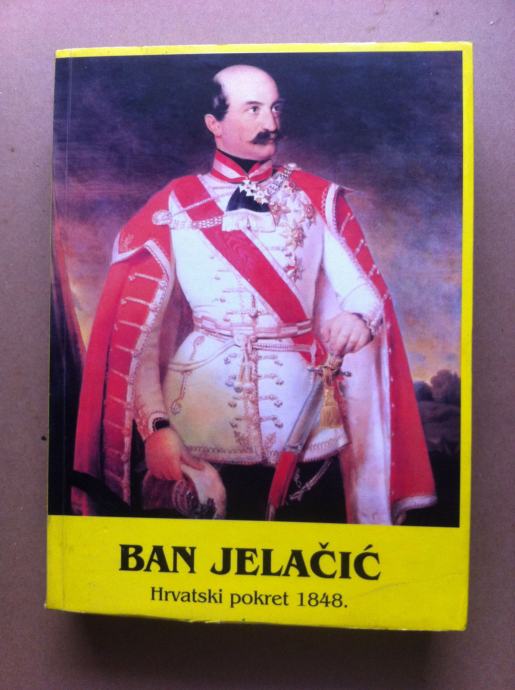 BAN JELAČIĆ
Hrvatski pokret 1848.